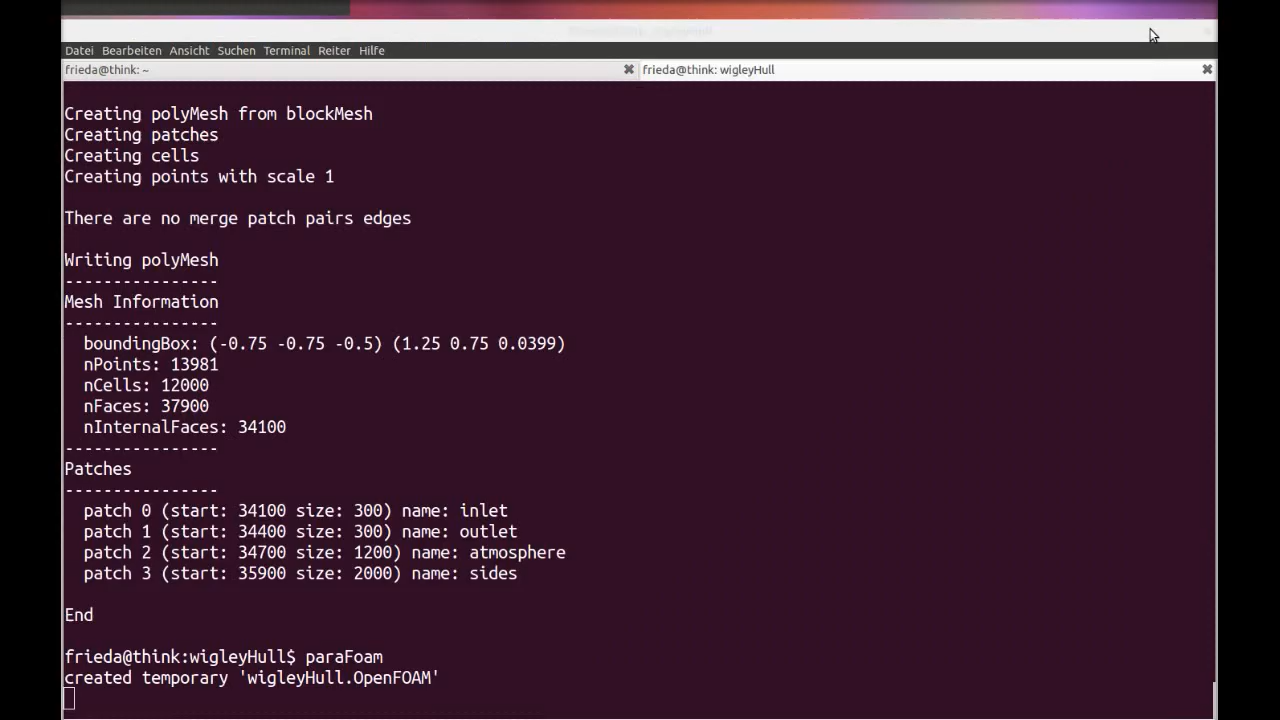 Datei Bearbeiten Ansicht Suchen Terminal Reiter Hilfe
frieda@think: ~
frieda@think: wigleyHull
Creating polyMesh from blockMesh
Creating patches
Creating cells
Creating points with scale 1
There are no merge patch pairs edges
Writing polyMesh
----------------
Mesh Information
----------------
  boundingBox: (-0.75 -0.75 -0.5) (1.25 0.75 0.0399)
  nPoints: 13981
  nCells: 12000
  nFaces: 37900
  nInternalFaces: 34100
----------------
Patches
----------------
  patch 0 (start: 34100 size: 300) name: inlet
  patch 1 (start: 34400 size: 300) name: outlet
  patch 2 (start: 34700 size: 1200) name: atmosphere
  patch 3 (start: 35900 size: 2000) name: sides
End
frieda@think:wigleyHull$ paraFoam
created temporary 'wigleyHull.OpenFOAM'